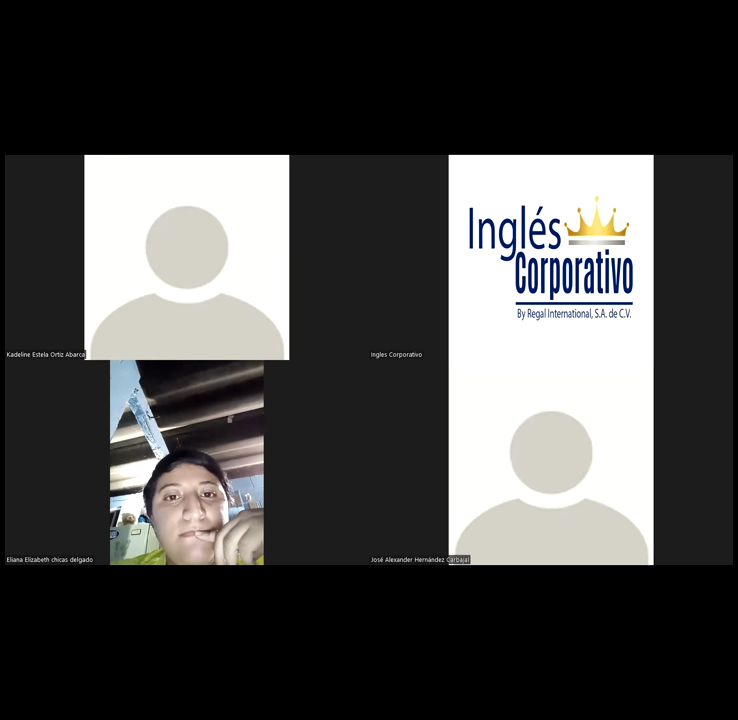 Inglés
Corporativo
By Regal International, S.A. de C.V.
Kadeline Estela Ortiz Abarca
Ingles Corporativo
Eliana Elizabeth chicas delgado
José Alexander Hernández Carbajal